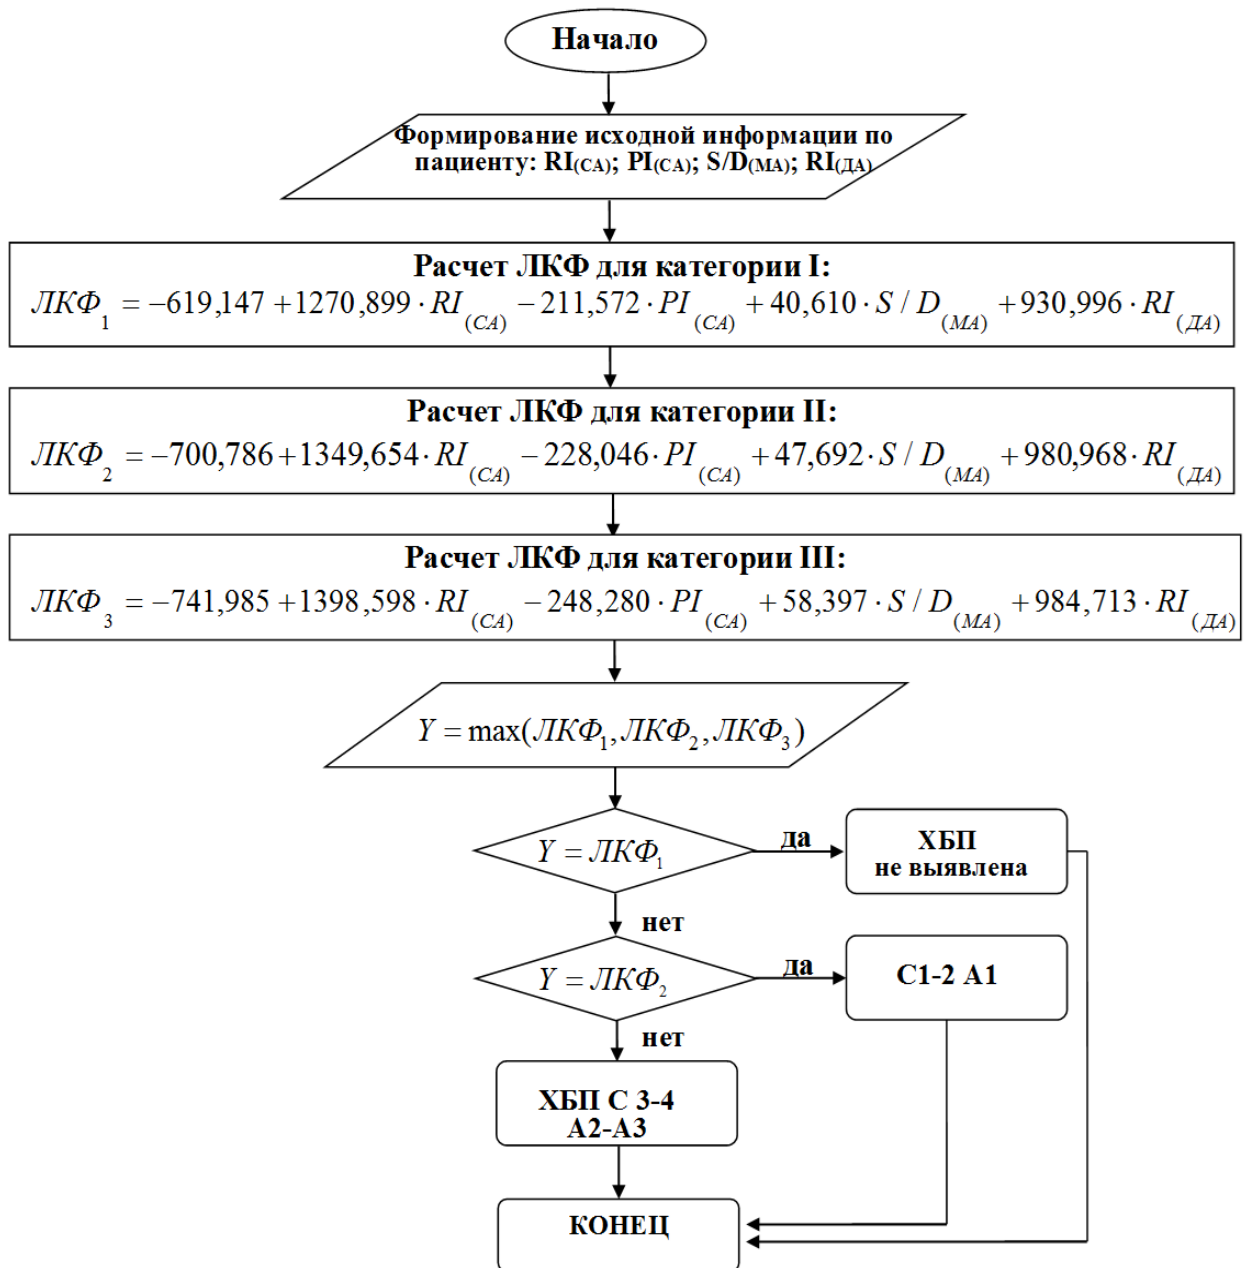 Начало
Формирование исходной информации по
пациенту: RI(СА); PI(СА); S/D(МА); RI(ДА)
Расчет ЛКФ для категории I:
ЛКФ₁ = −619,147 +1270,899 · RI(СА) − 211,572 · PI(СА) + 40,610 · S / D(МА) +930,996 · RI(ДА)
Расчет ЛКФ для категории II:
ЛКФ₂ = −700,786+1349,654 · RI(СА) − 228,046 · PI(СА) + 47,692 · S / D(МА) + 980,968 · RI(ДА)
Расчет ЛКФ для категории III:
ЛКФ₃ = −741,985 +1398,598 · RI(СА) − 248,280 · PI(СА) + 58,397 · S / D(МА) + 984,713 · RI(ДА)
Y = max(ЛКФ₁, ЛКФ₂, ЛКФ₃)
Y = ЛКФ₁
да
ХБП
не выявлена
нет
Y = ЛКФ₂
да
С1-2 А1
нет
ХБП С 3-4
А2-А3
КОНЕЦ